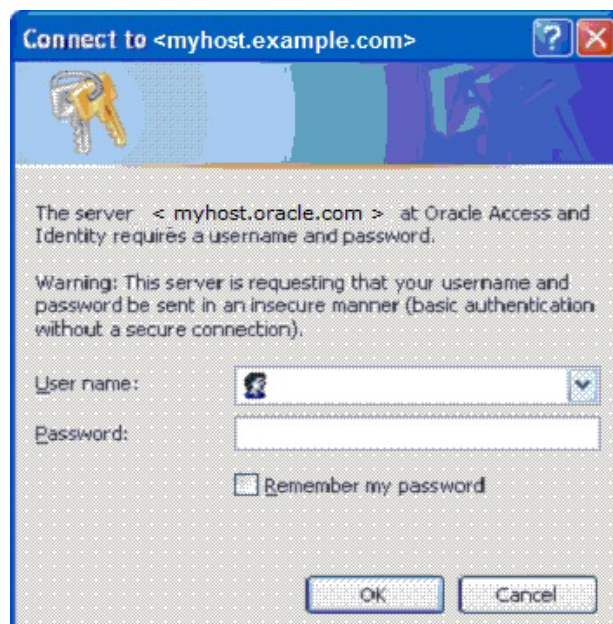 Connect to <myhost.example.com>
The server < myhost.oracle.com > at Oracle Access and
Identity requires a username and password.
Warning: This server is requesting that your username and
password be sent in an insecure manner (basic authentication
without a secure connection).
User name:
Password:
Remember my password
OK Cancel